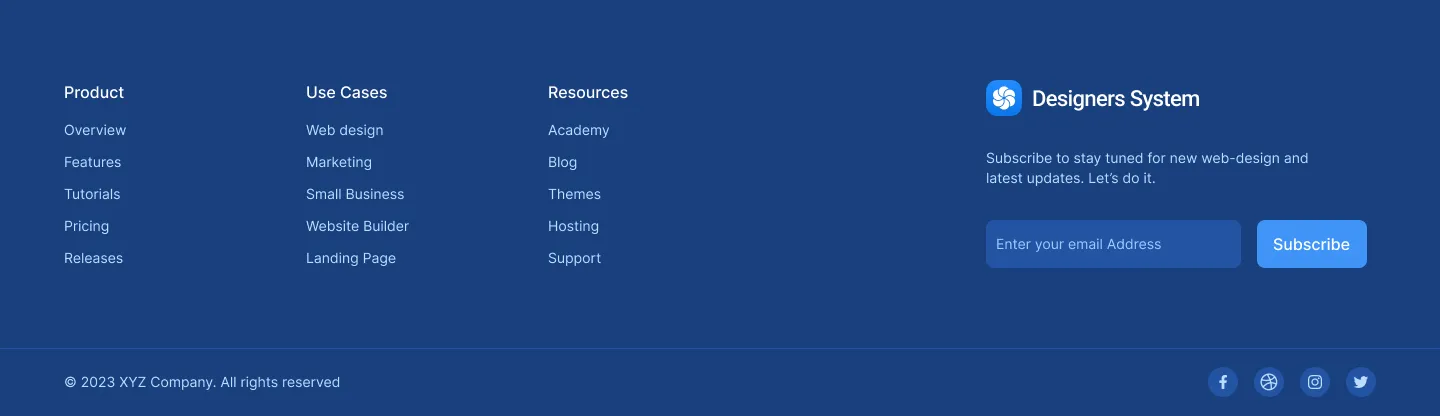 Product
Overview
Features
Tutorials
Pricing
Releases
Use Cases
Web design
Marketing
Small Business
Website Builder
Landing Page
Resources
Academy
Blog
Themes
Hosting
Support
Designers System
Subscribe to stay tuned for new web-design and
latest updates. Let’s do it.
Enter your email Address
Subscribe
© 2023 XYZ Company. All rights reserved